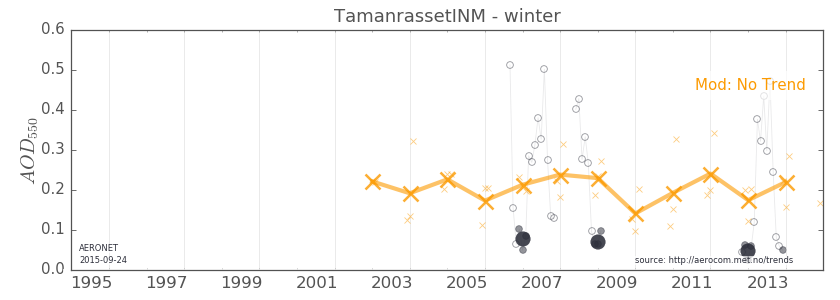 TamanrassetINM - winter
0.6
0.5
0.4
0.3
0.2
0.1
0.0
AOD550
Mod: No Trend
AERONET
2015-09-24
source: http://aerocom.met.no/trends
1995 1997 1999 2001 2003 2005 2007 2009 2011 2013